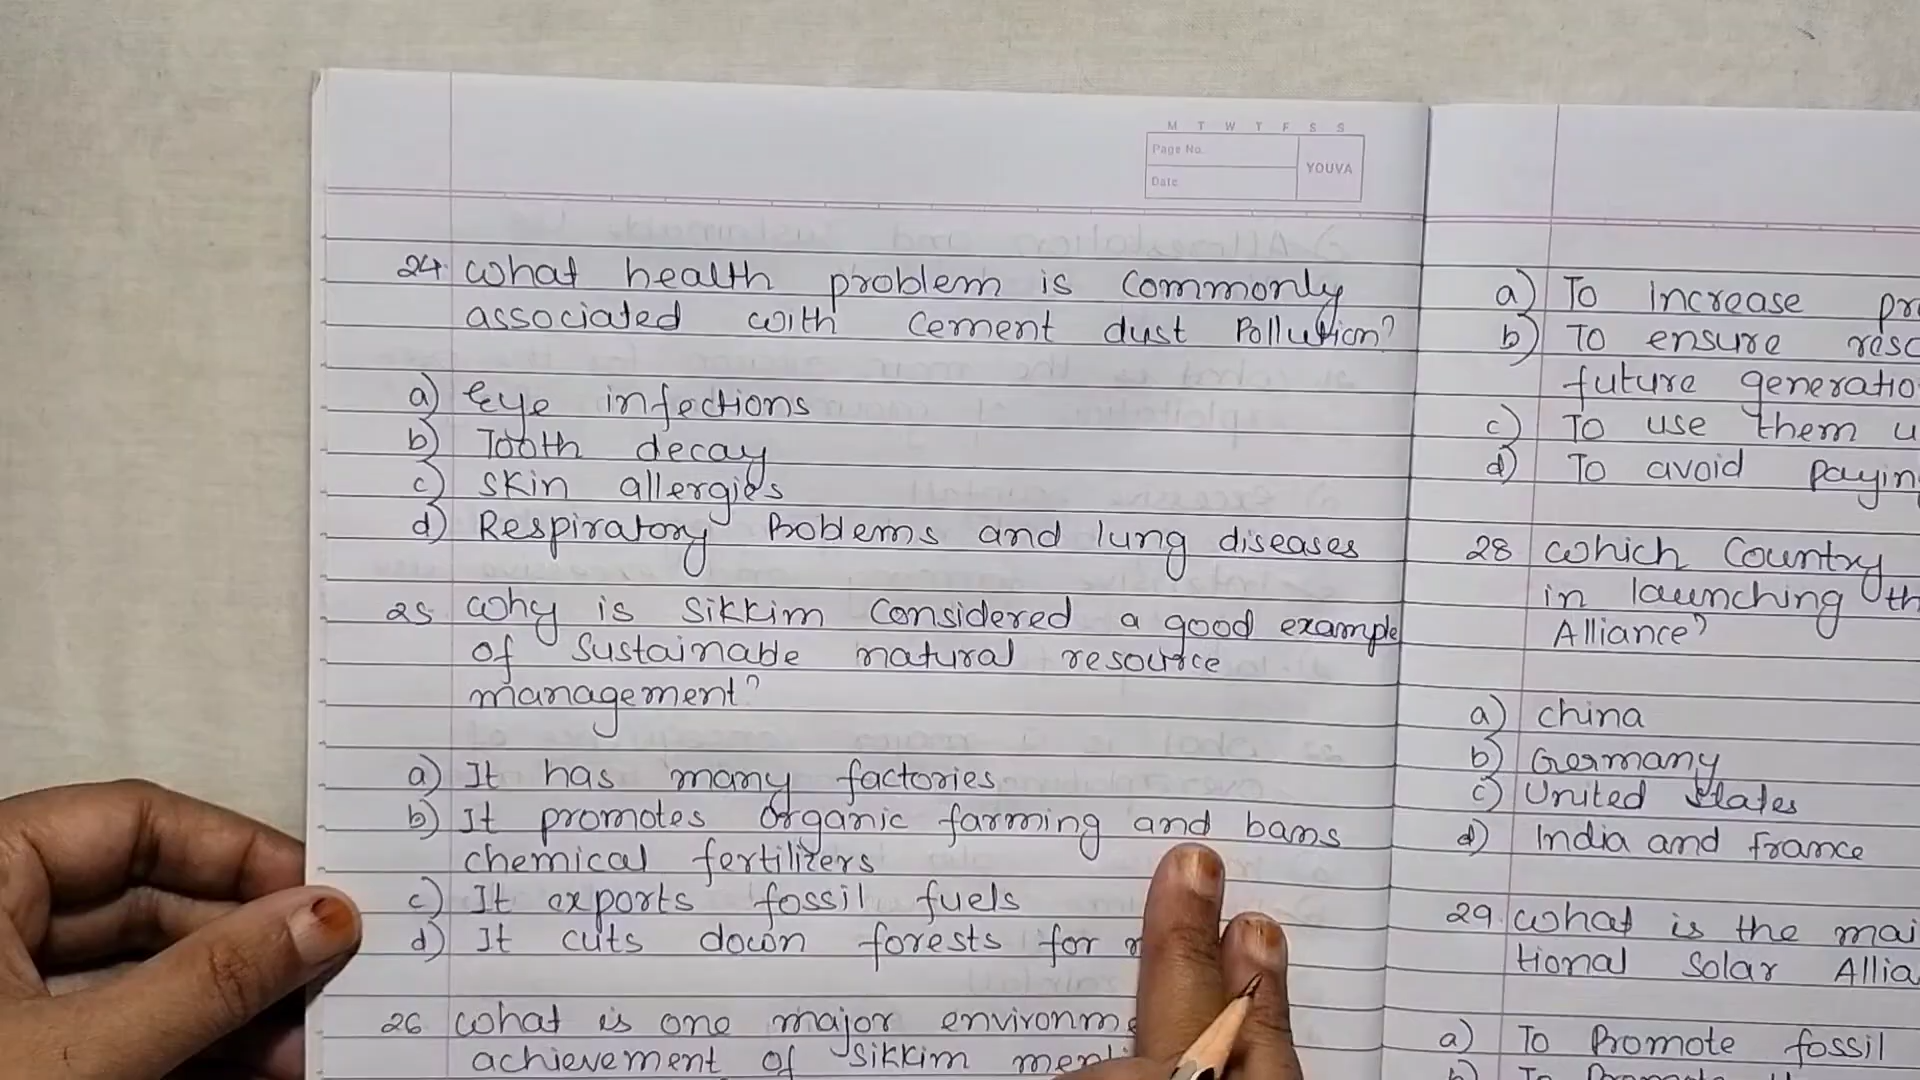 M T W T F S S
Page No.
YOUVA
Date
24. What health problem is commonly
associated with cement dust Pollution?
a) Eye infections
b) Tooth decay
c) Skin allergies
d) Respiratory Problems and lung diseases
25 Why is Sikkim Considered a good example
of Sustainable natural resource
management?
a) It has many factories
b) It promotes organic farming and bans
chemical fertilizers
c) It exports fossil fuels
d) It cuts down forests for
26 What is one major
achievement of Sikkim
a) To increase
b) To ensure
future
c) To use them
d) To avoid
28 Which Country
in launching
Alliance?
a) China
b) Germany
c) United States
d) India and france
29. What is the
tional Solar
a) To Promote fossil
b) To